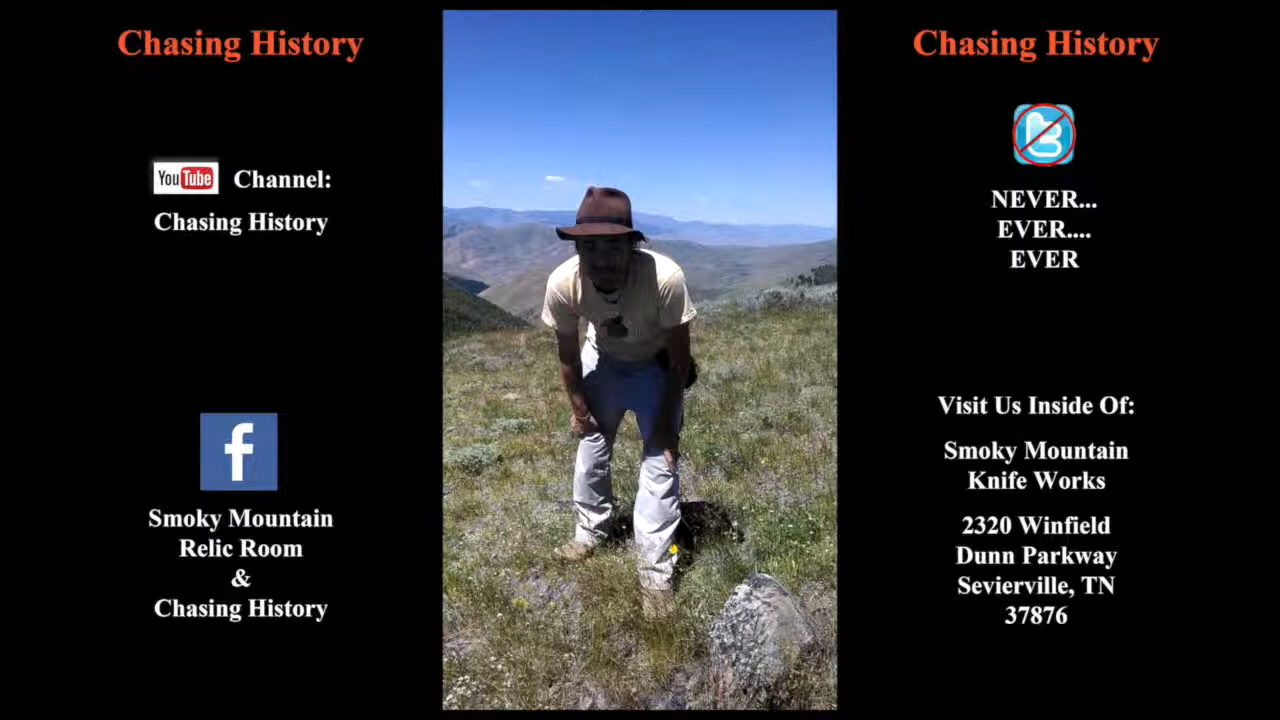 Chasing History
YouTube Channel:
Chasing History
f
Smoky Mountain
Relic Room
&
Chasing History
Chasing History
NEVER...
EVER....
EVER
Visit Us Inside Of:
Smoky Mountain
Knife Works
2320 Winfield
Dunn Parkway
Sevierville, TN
37876